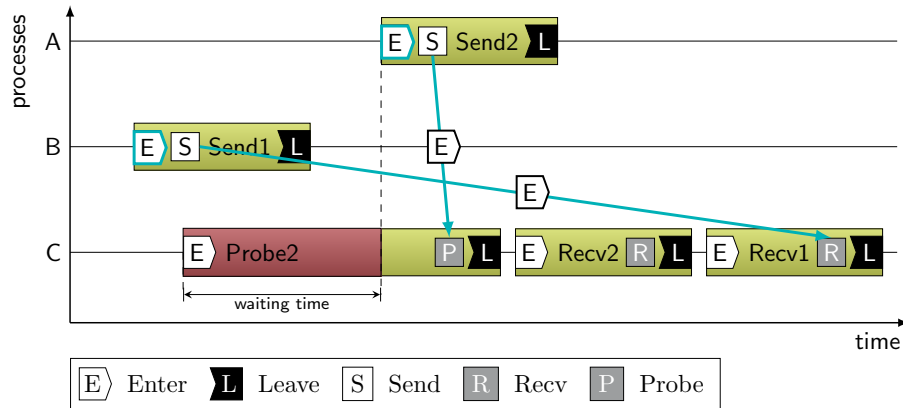 processes
A E S Send2 L
B E S Send1 L E
E
C E Probe2 P L E Recv2 R L E Recv1 R L
waiting time
time
E Enter L Leave S Send R Recv P Probe